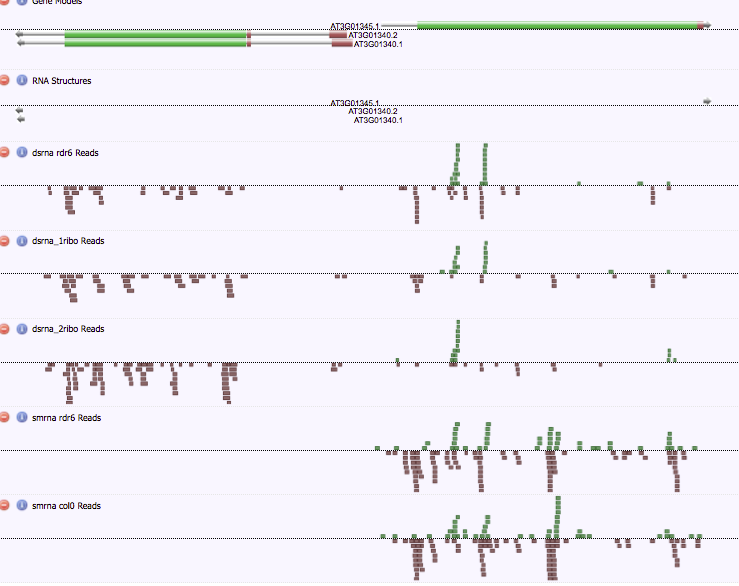 Gene Models
AT3G01345.1
AT3G01340.2
AT3G01340.1
RNA Structures
AT3G01345.1
AT3G01340.2
AT3G01340.1
dsrna rdr6 Reads
dsrna_1ribo Reads
dsrna_2ribo Reads
smrna rdr6 Reads
smrna col0 Reads